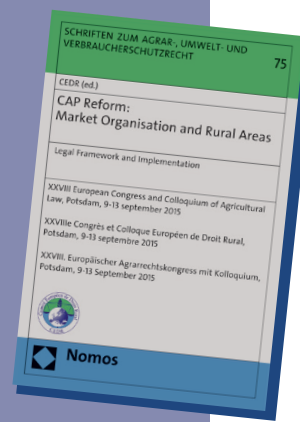 SCHRIFTEN ZUM AGRAR-, UMWELT- UND
VERBRAUCHERSCHUTZRECHT
75
CEDR (ed.)
CAP Reform:
Market Organisation and Rural Areas
Legal Framework and Implementation
XXVIII European Congress and Colloquium of Agricultural
Law, Potsdam, 9-13 september 2015
XXVIIIe Congrès et Colloque Européen de Droit Rural,
Potsdam, 9-13 septembre 2015
XXVIII. Europäischer Agrarrechtskongress mit Kolloquium,
Potsdam, 9-13 September 2015
Nomos